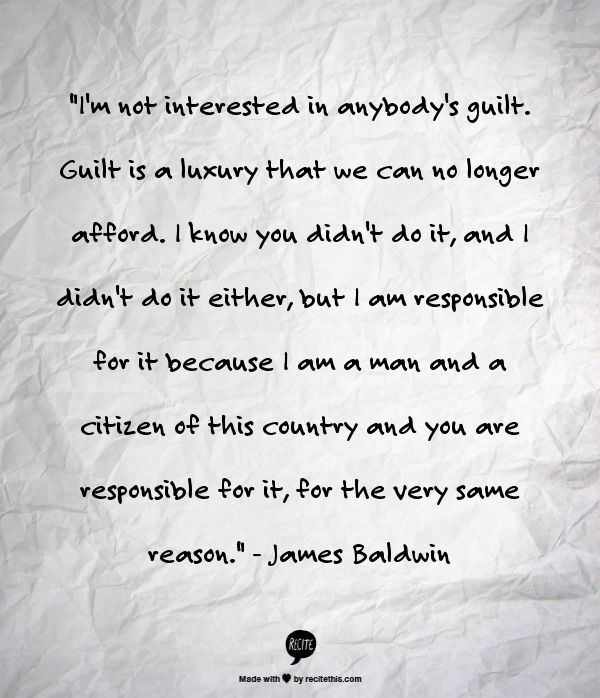 "I'm not interested in anybody's guilt.
Guilt is a luxury that we can no longer
afford. I know you didn't do it, and I
didn't do it either, but I am responsible
for it because I am a man and a
citizen of this country and you are
responsible for it, for the very same
reason." - James Baldwin
RECITE
Made with ♥ by recitethis.com